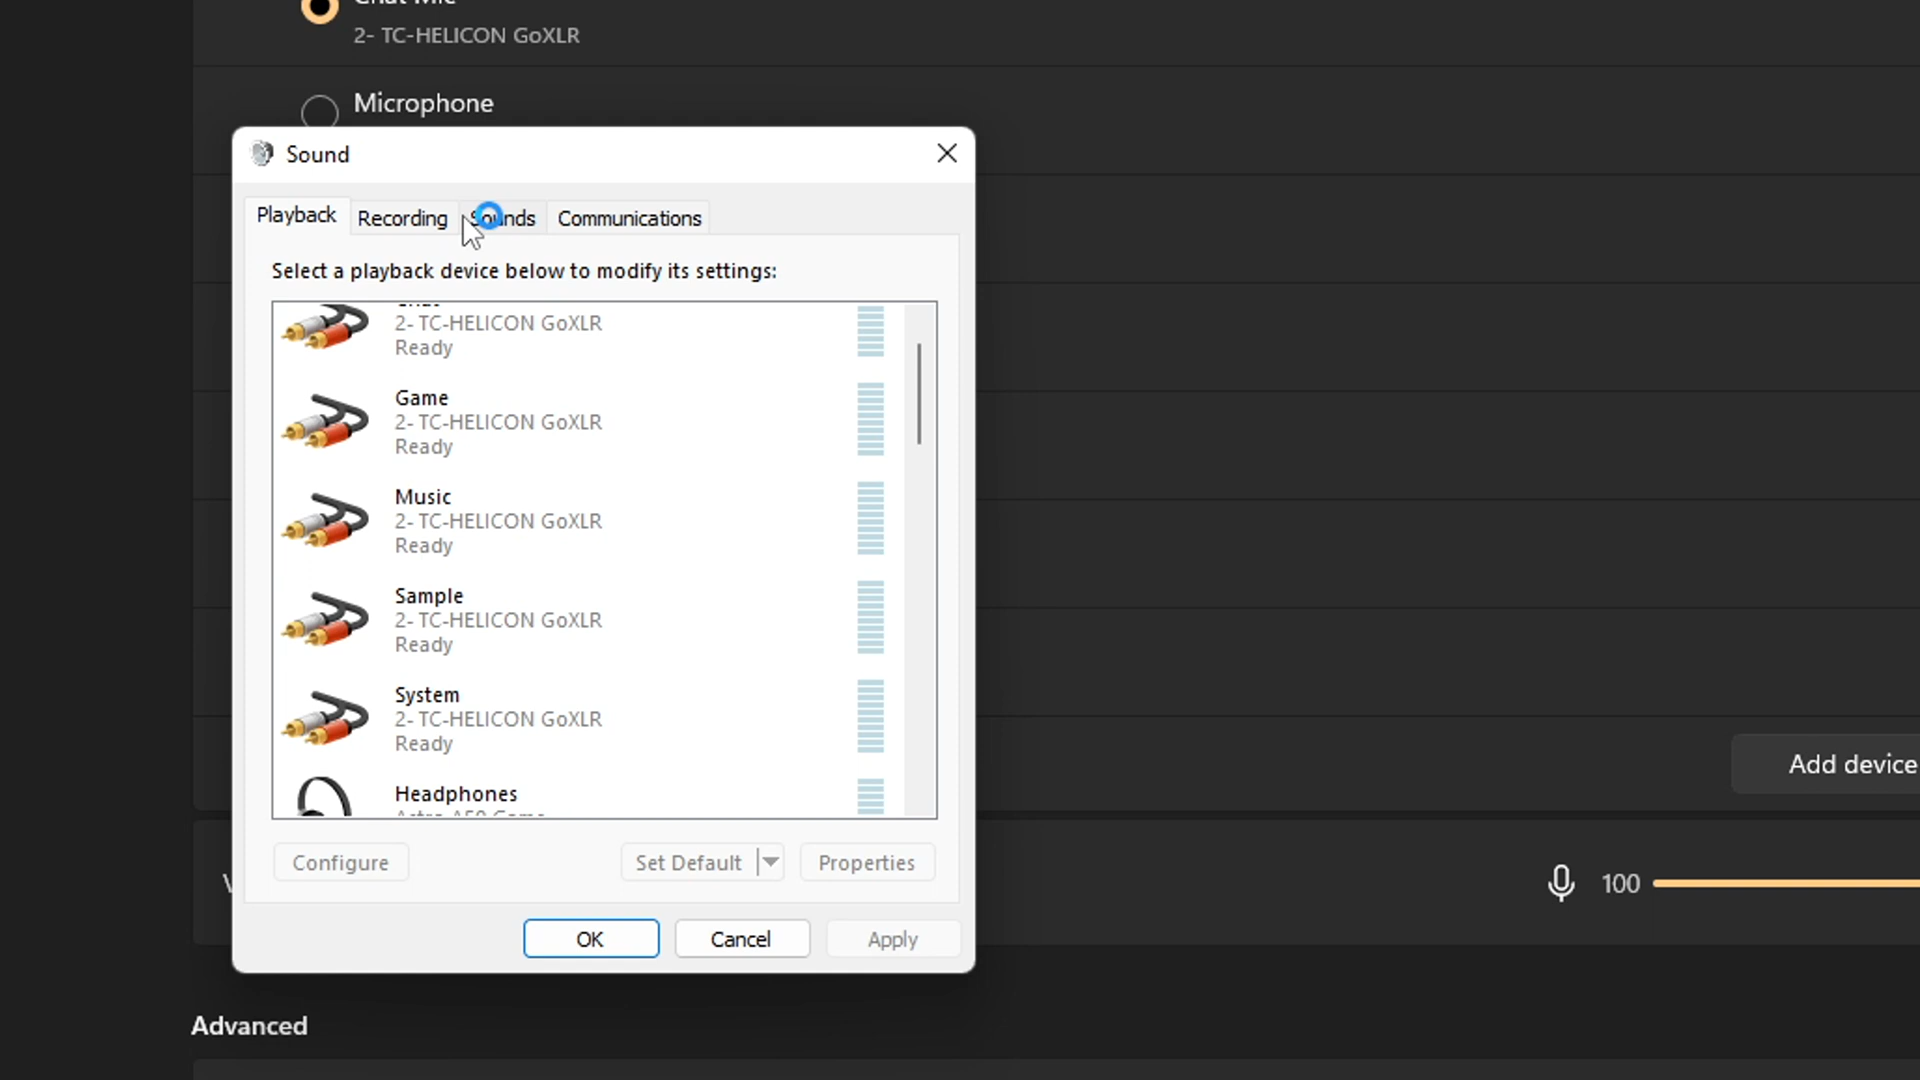 Chat Mic
2- TC-HELICON GoXLR
Microphone
Sound
Playback
Recording
Sounds
Communications
Select a playback device below to modify its settings:
2- TC-HELICON GoXLR
Ready
Game
2- TC-HELICON GoXLR
Ready
Music
2- TC-HELICON GoXLR
Ready
Sample
2- TC-HELICON GoXLR
Ready
System
2- TC-HELICON GoXLR
Ready
Headphones
Configure
Set Default
Properties
OK
Cancel
Apply
Add device
100
Advanced